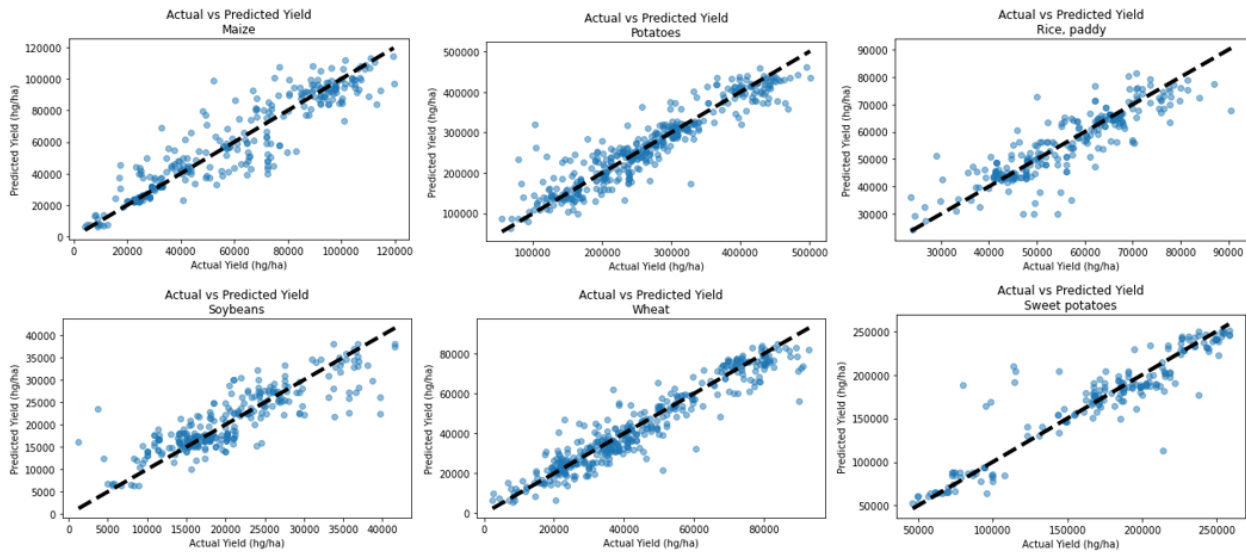 Actual vs Predicted Yield
Maize
120000
100000
80000
60000
40000
20000
0
Predicted Yield (hg/ha)
0 20000 40000 60000 80000 100000 120000
Actual Yield (hg/ha)
Actual vs Predicted Yield
Potatoes
500000
400000
300000
200000
100000
Predicted Yield (hg/ha)
100000 200000 300000 400000 500000
Actual Yield (hg/ha)
Actual vs Predicted Yield
Rice, paddy
90000
80000
70000
60000
50000
40000
30000
Predicted Yield (hg/ha)
30000 40000 50000 60000 70000 80000 90000
Actual Yield (hg/ha)
Actual vs Predicted Yield
Soybeans
40000
35000
30000
25000
20000
15000
10000
5000
0
Predicted Yield (hg/ha)
0 5000 10000 15000 20000 25000 30000 35000 40000
Actual Yield (hg/ha)
Actual vs Predicted Yield
Wheat
80000
60000
40000
20000
0
Predicted Yield (hg/ha)
0 20000 40000 60000 80000
Actual Yield (hg/ha)
Actual vs Predicted Yield
Sweet potatoes
250000
200000
150000
100000
50000
Predicted Yield (hg/ha)
50000 100000 150000 200000 250000
Actual Yield (hg/ha)